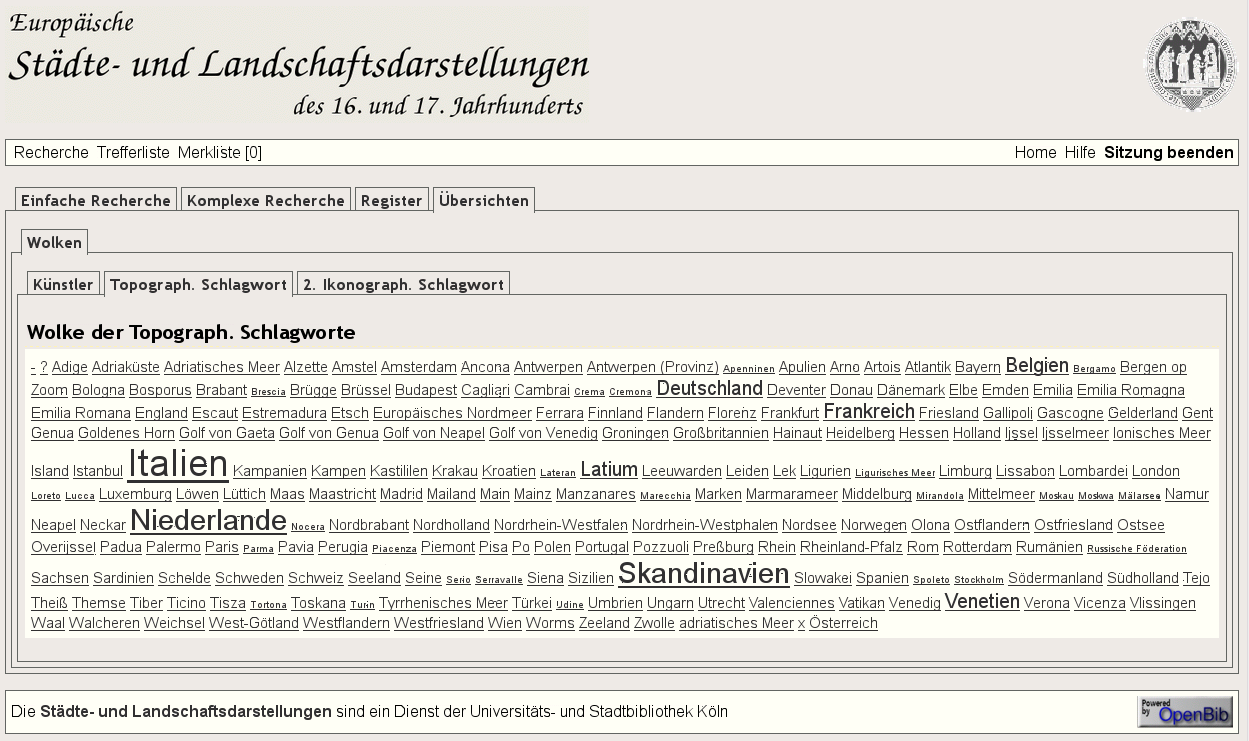 Europäische
Städte- und Landschaftsdarstellungen
des 16. und 17. Jahrhunderts
Recherche Trefferliste Merkliste [0] Home Hilfe Sitzung beenden
Einfache Recherche Komplexe Recherche Register Übersichten
Wolken
Künstler Topograph. Schlagwort 2. Ikonograph. Schlagwort
Wolke der Topograph. Schlagworte
- ? Adige Adriaküste Adriatisches Meer Alzette Amstel Amsterdam Ancona Antwerpen Antwerpen (Provinz) Apenninen Apulien Arno Artois Atlantik Bayern Belgien Bergamo Bergen op
Zoom Bologna Bosporus Brabant Brescia Brügge Brüssel Budapest Cagliari Cambrai Crema Cremona Deutschland Deventer Donau Dänemark Elbe Emden Emilia Emilia Romagna
Emilia Romana England Escaut Estremadura Etsch Europäisches Nordmeer Ferrara Finnland Flandern Florenz Frankfurt Frankreich Friesland Gallipoli Gascogne Gelderland Gent
Genua Goldenes Horn Golf von Gaeta Golf von Genua Golf von Neapel Golf von Venedig Groningen Großbritannien Hainaut Heidelberg Hessen Holland Ijssel Ijsselmeer Ionisches Meer
Island Istanbul Italien Kampanien Kampen Kastililen Krakau Kroatien Lateran Latium Leeuwarden Leiden Lek Ligurien Ligurisches Meer Limburg Lissabon Lombardei London
Loreto Lucca Luxemburg Löwen Lüttich Maas Maastricht Madrid Mailand Main Mainz Manzanares Marecchia Marken Marmarameer Middelburg Mirandola Mittelmeer Moskau Moskwa Mälarsee Namur
Neapel Neckar Niederlande Nocera Nordbrabant Nordholland Nordrhein-Westfalen Nordrhein-Westphalen Nordsee Norwegen Olona Ostflandern Ostfriesland Ostsee
Overijssel Padua Palermo Paris Parma Pavia Perugia Piacenza Piemont Pisa Po Polen Portugal Pozzuoli Preßburg Rhein Rheinland-Pfalz Rom Rotterdam Rumänien Russische Föderation
Sachsen Sardinien Schelde Schweden Schweiz Seeland Seine Serio Serravalle Siena Sizilien Skandinavien Slowakei Spanien Spoleto Stockholm Södermanland Südholland Tejo
Theiß Themse Tiber Ticino Tisza Tortona Toskana Turin Tyrrhenisches Meer Türkei Udine Umbrien Ungarn Utrecht Valenciennes Vatikan Venedig Venetien Verona Vicenza Vlissingen
Waal Walcheren Weichsel West-Götland Westflandern Westfriesland Wien Worms Zeeland Zwolle adriatisches Meer x Österreich
Die Städte- und Landschaftsdarstellungen sind ein Dienst der Universitäts- und Stadtbibliothek Köln
Powered
by OpenBib